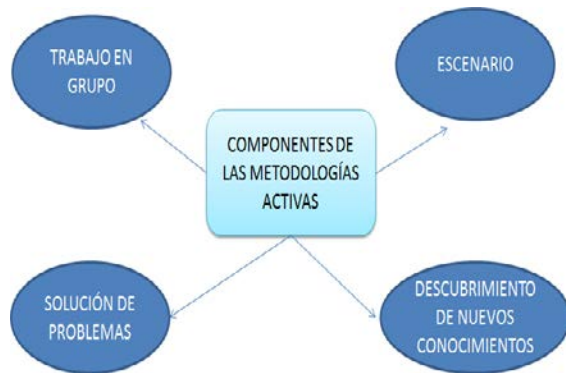 TRABAJO EN
GRUPO
ESCENARIO
COMPONENTES DE
LAS METODOLOGÍAS
ACTIVAS
SOLUCIÓN DE
PROBLEMAS
DESCUBRIMIENTO
DE NUEVOS
CONOCIMIENTOS